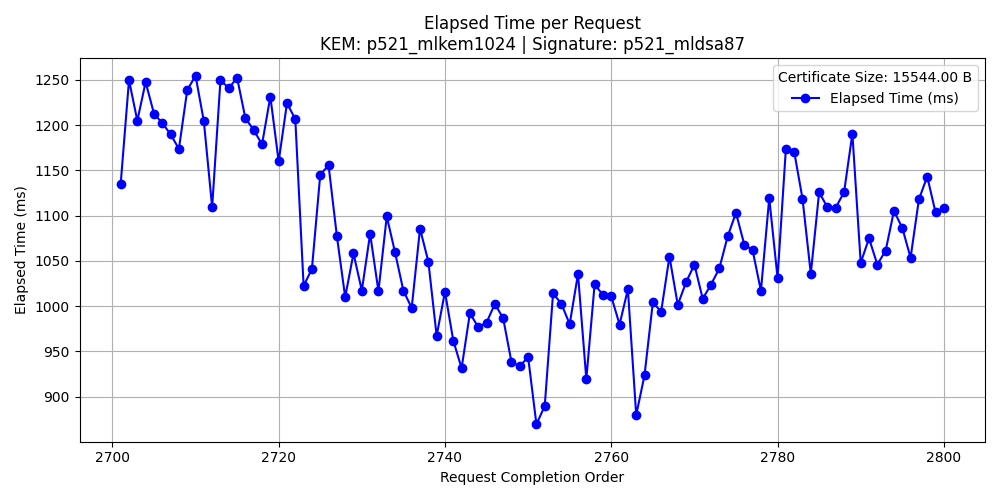 Elapsed Time per Request
KEM: p521_mlkem1024 | Signature: p521_mldsa87
Certificate Size: 15544.00 B
Elapsed Time (ms)
Elapsed Time (ms)
1250
1200
1150
1100
1050
1000
950
900
2700 2720 2740 2760 2780 2800
Request Completion Order